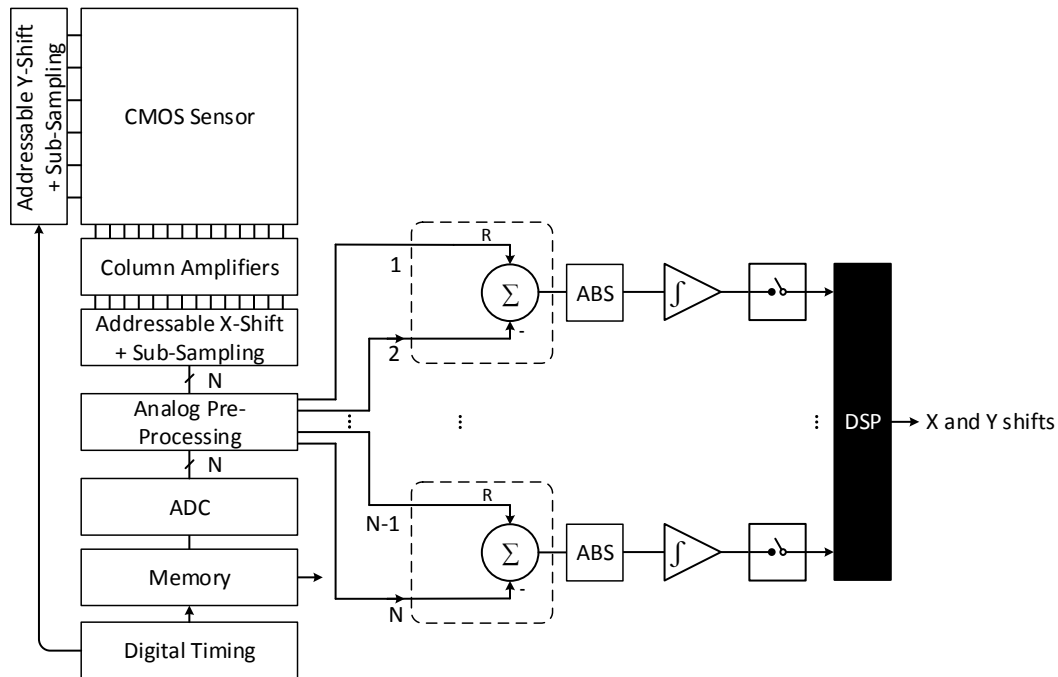 Addressable Y-Shift
+ Sub-Sampling
CMOS Sensor
Column Amplifiers
Addressable X-Shift
+ Sub-Sampling
N
Analog Pre-
Processing
N
ADC
Memory
Digital Timing
1
R
Σ
-
2
ABS
∫
N-1
R
Σ
-
N
ABS
∫
DSP
X and Y shifts